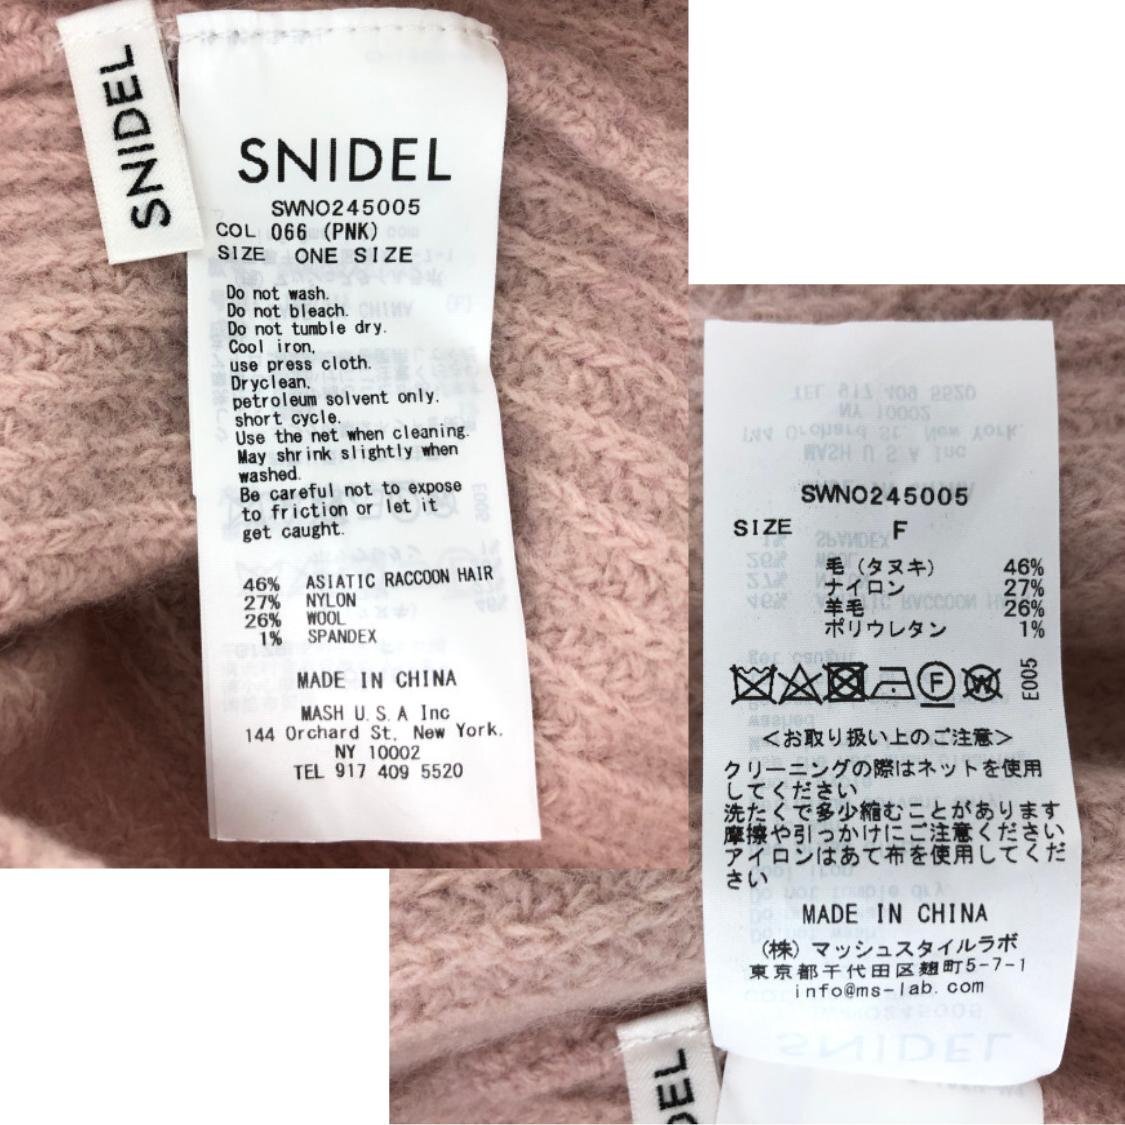 SNIDEL
SNIDEL
SWNO245005
COL 066 (PNK)
SIZE ONE SIZE
Do not wash.
Do not bleach.
Do not tumble dry.
Cool iron,
use press cloth.
Dryclean,
petroleum solvent only.
short cycle.
Use the net when cleaning.
May shrink slightly when
washed.
Be careful not to expose
to friction or let it
get caught.
46% ASIATIC RACCOON HAIR
27% NYLON
26% WOOL
1% SPANDEX
MADE IN CHINA
MASH U.S.A Inc
144 Orchard St, New York,
NY 10002
TEL 917 409 5520
SWNO245005
SIZE F
毛 (タヌキ) 46%
ナイロン 27%
羊毛 26%
ポリウレタン 1%
F W E005
<お取り扱い上のご注意>
クリーニングの際はネットを使用
してください
洗たくで多少縮むことがあります
摩擦や引っかけにご注意ください
アイロンはあて布を使用してくだ
さい
MADE IN CHINA
(株) マッシュスタイルラボ
東京都千代田区麹町5-7-1
info@ms-lab.com
DEL